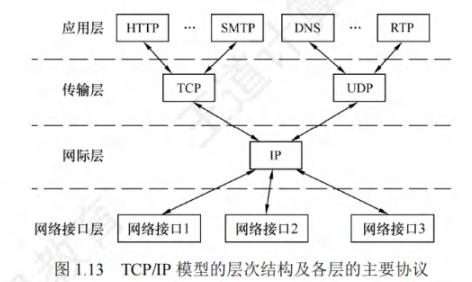 应用层 HTTP … SMTP DNS … RTP
传输层 TCP UDP
网际层 IP
网络接口层 网络接口1 网络接口2 网络接口3
图 1.13 TCP/IP 模型的层次结构及各层的主要协议